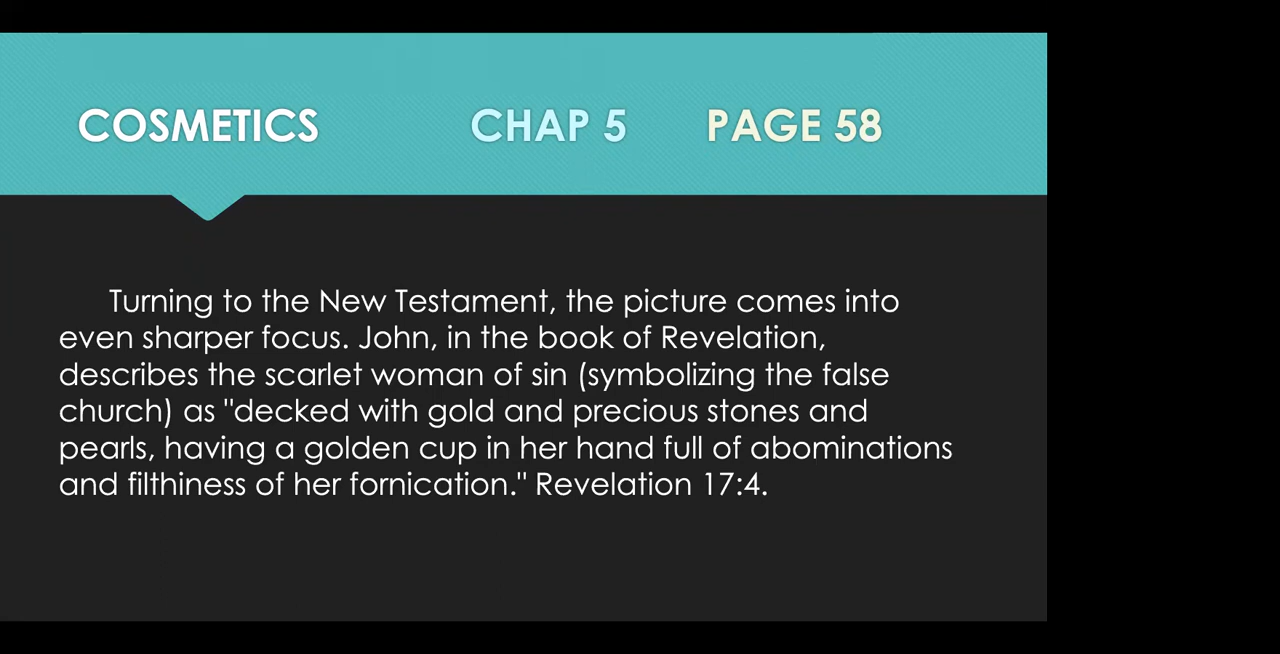 COSMETICS CHAP 5 PAGE 58
Turning to the New Testament, the picture comes into
even sharper focus. John, in the book of Revelation,
describes the scarlet woman of sin (symbolizing the false
church) as "decked with gold and precious stones and
pearls, having a golden cup in her hand full of abominations
and filthiness of her fornication." Revelation 17:4.